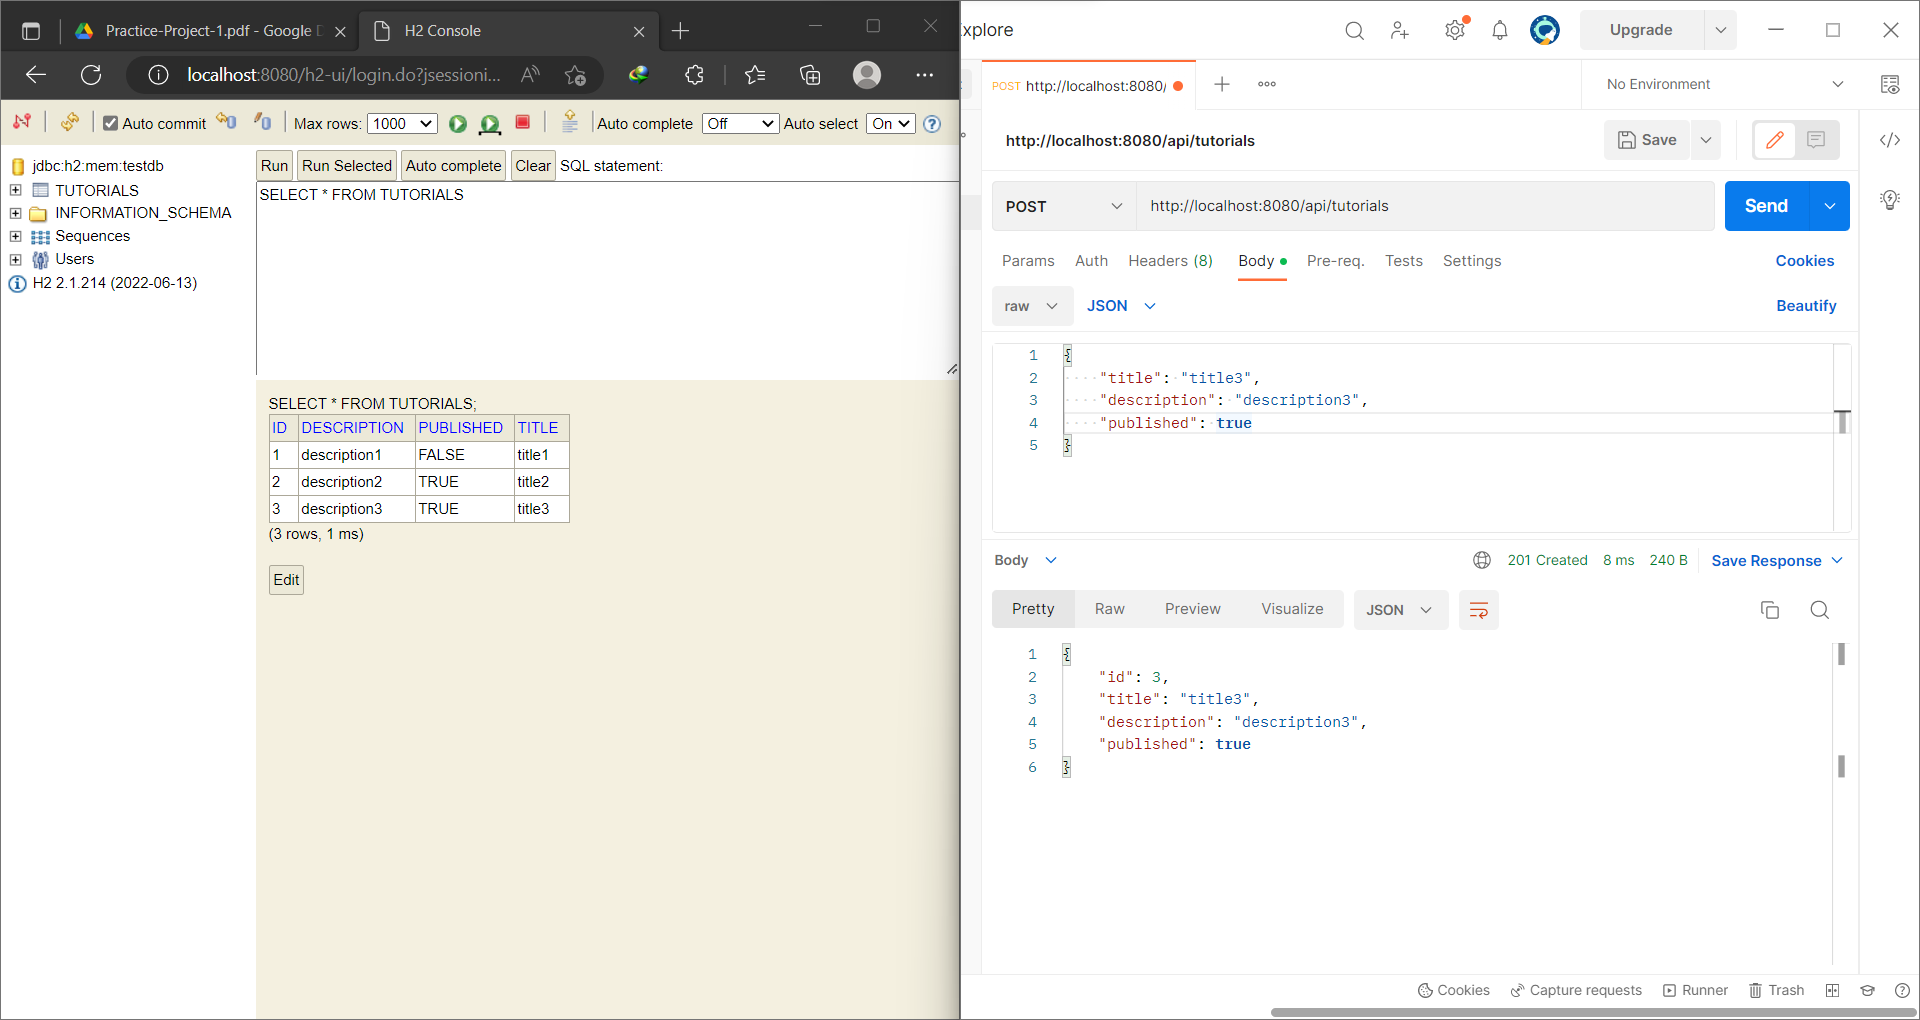 Practice-Project-1.pdf - Google D
H2 Console
localhost:8080/h2-ui/login.do?jsessioni...
Auto commit
Max rows: 1000
Auto complete Off
Auto select On
jdbc:h2:mem:testdb
TUTORIALS
INFORMATION_SCHEMA
Sequences
Users
H2 2.1.214 (2022-06-13)
Run Run Selected Auto complete Clear SQL statement:
SELECT * FROM TUTORIALS
SELECT * FROM TUTORIALS;
ID DESCRIPTION PUBLISHED TITLE
1 description1 FALSE title1
2 description2 TRUE title2
3 description3 TRUE title3
(3 rows, 1 ms)
Edit
xplore
Upgrade
POST http://localhost:8080/
No Environment
http://localhost:8080/api/tutorials
Save
POST http://localhost:8080/api/tutorials Send
Params Auth Headers (8) Body Pre-req. Tests Settings Cookies
raw JSON Beautify
1 {
2 "title": "title3",
3 "description": "description3",
4 "published": true
5 }
Body 201 Created 8 ms 240 B Save Response
Pretty Raw Preview Visualize JSON
1 {
2 "id": 3,
3 "title": "title3",
4 "description": "description3",
5 "published": true
6 }
Cookies Capture requests Runner Trash